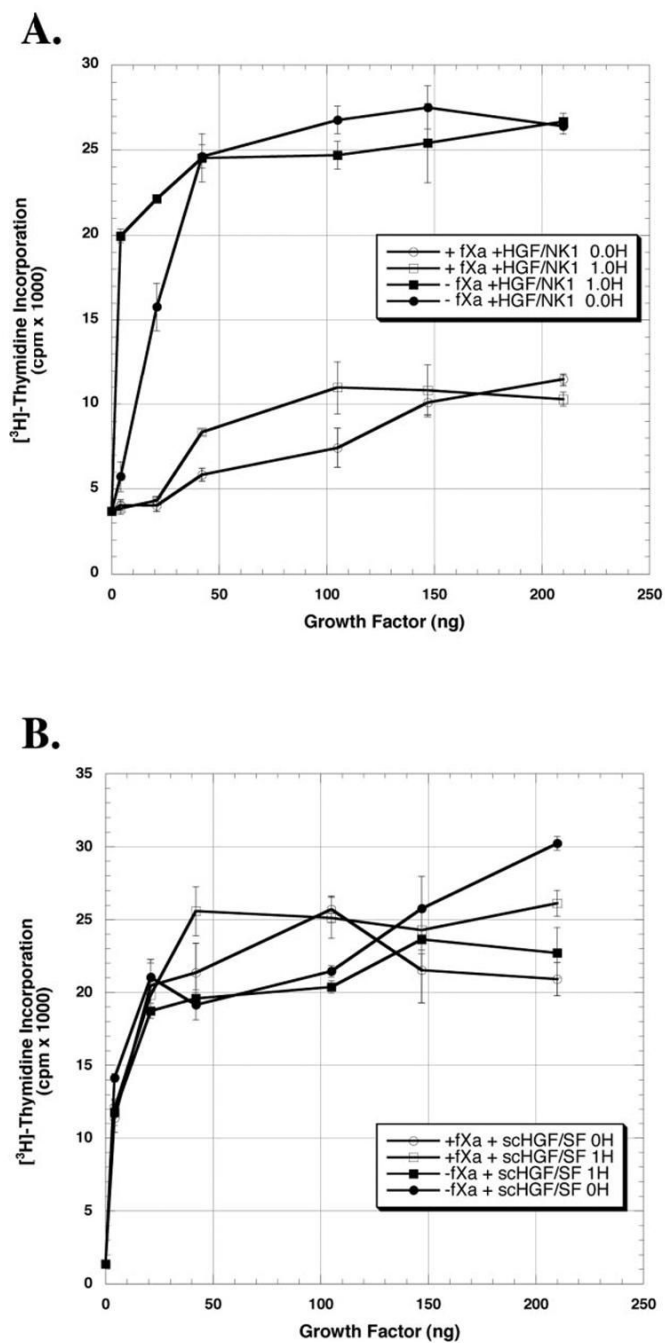 A.
30
25
20
15
10
5
0
[³H]-Thymidine Incorporation
(cpm x 1000)
+ fXa +HGF/NK1 0.0H
+ fXa +HGF/NK1 1.0H
- fXa +HGF/NK1 1.0H
- fXa +HGF/NK1 0.0H
0 50 100 150 200 250
Growth Factor (ng)
B.
35
30
25
20
15
10
5
0
[³H]-Thymidine Incorporation
(cpm x 1000)
+fXa + scHGF/SF 0H
+fXa + scHGF/SF 1H
-fXa + scHGF/SF 1H
-fXa + scHGF/SF 0H
0 50 100 150 200 250
Growth Factor (ng)